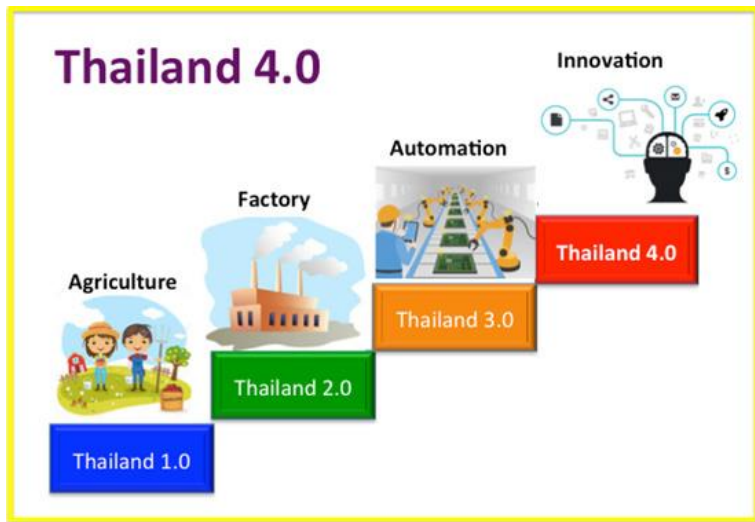 Thailand 4.0
Innovation
Automation
Factory
Thailand 4.0
Agriculture
Thailand 3.0
Thailand 2.0
Thailand 1.0
$